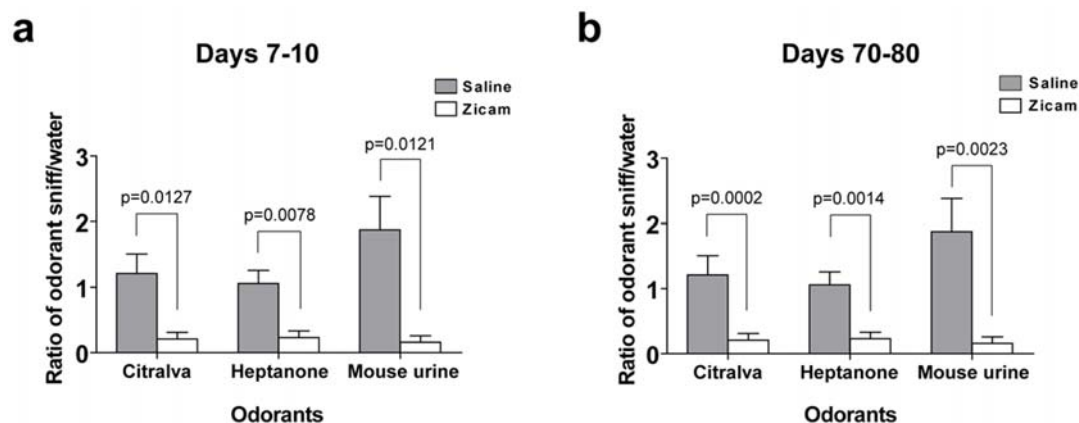 a
Days 7-10
Saline
Zicam
Ratio of odorant sniff/water
3
2
1
0
p=0.0127
p=0.0078
p=0.0121
Citralva
Heptanone
Mouse urine
Odorants
b
Days 70-80
Saline
Zicam
Ratio of odorant sniff/water
3
2
1
0
p=0.0002
p=0.0014
p=0.0023
Citralva
Heptanone
Mouse urine
Odorants